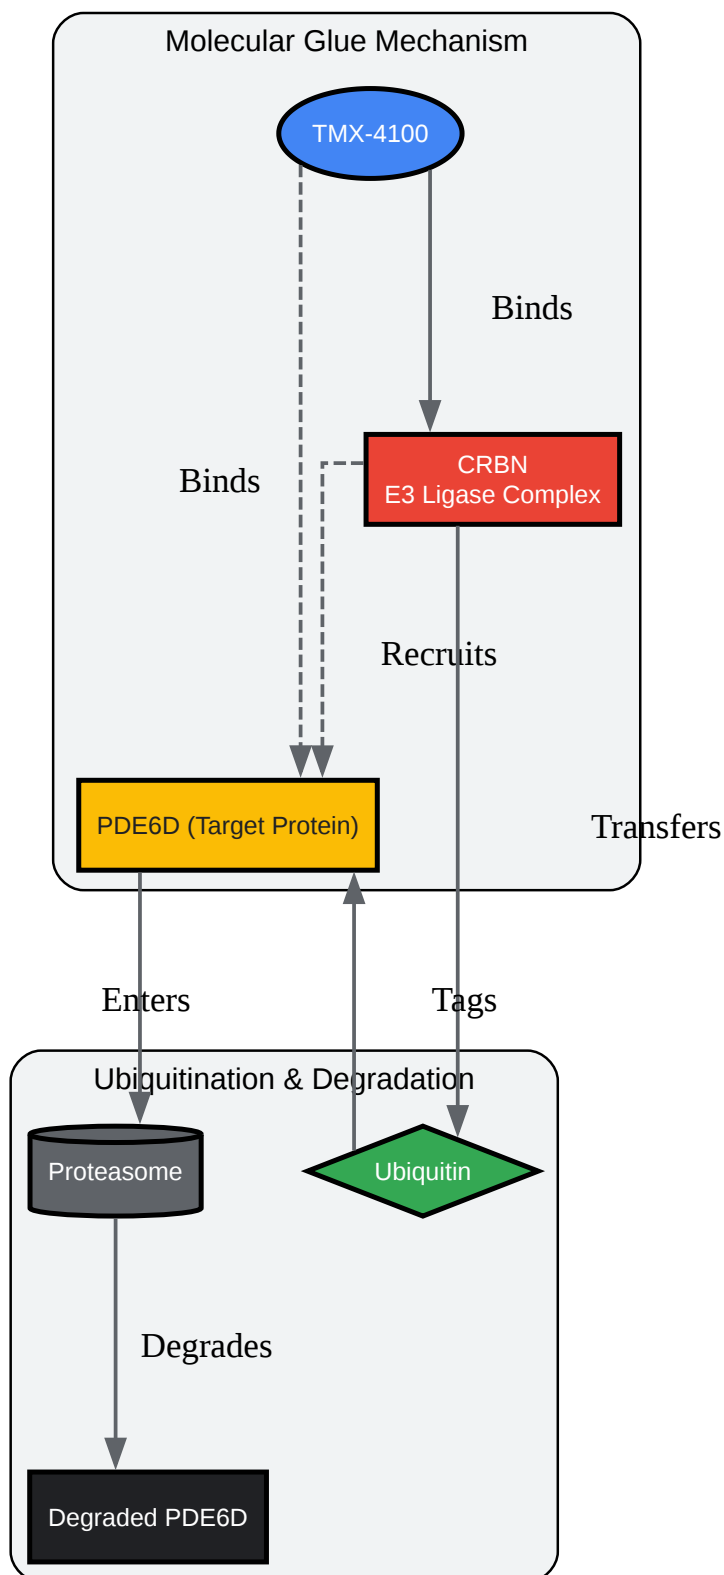 Molecular Glue Mechanism
TMX-4100
Binds
Binds
CRBN
E3 Ligase Complex
Recruits
PDE6D (Target Protein)
Transfers
Enters
Tags
Ubiquitination & Degradation
Proteasome
Ubiquitin
Degrades
Degraded PDE6D